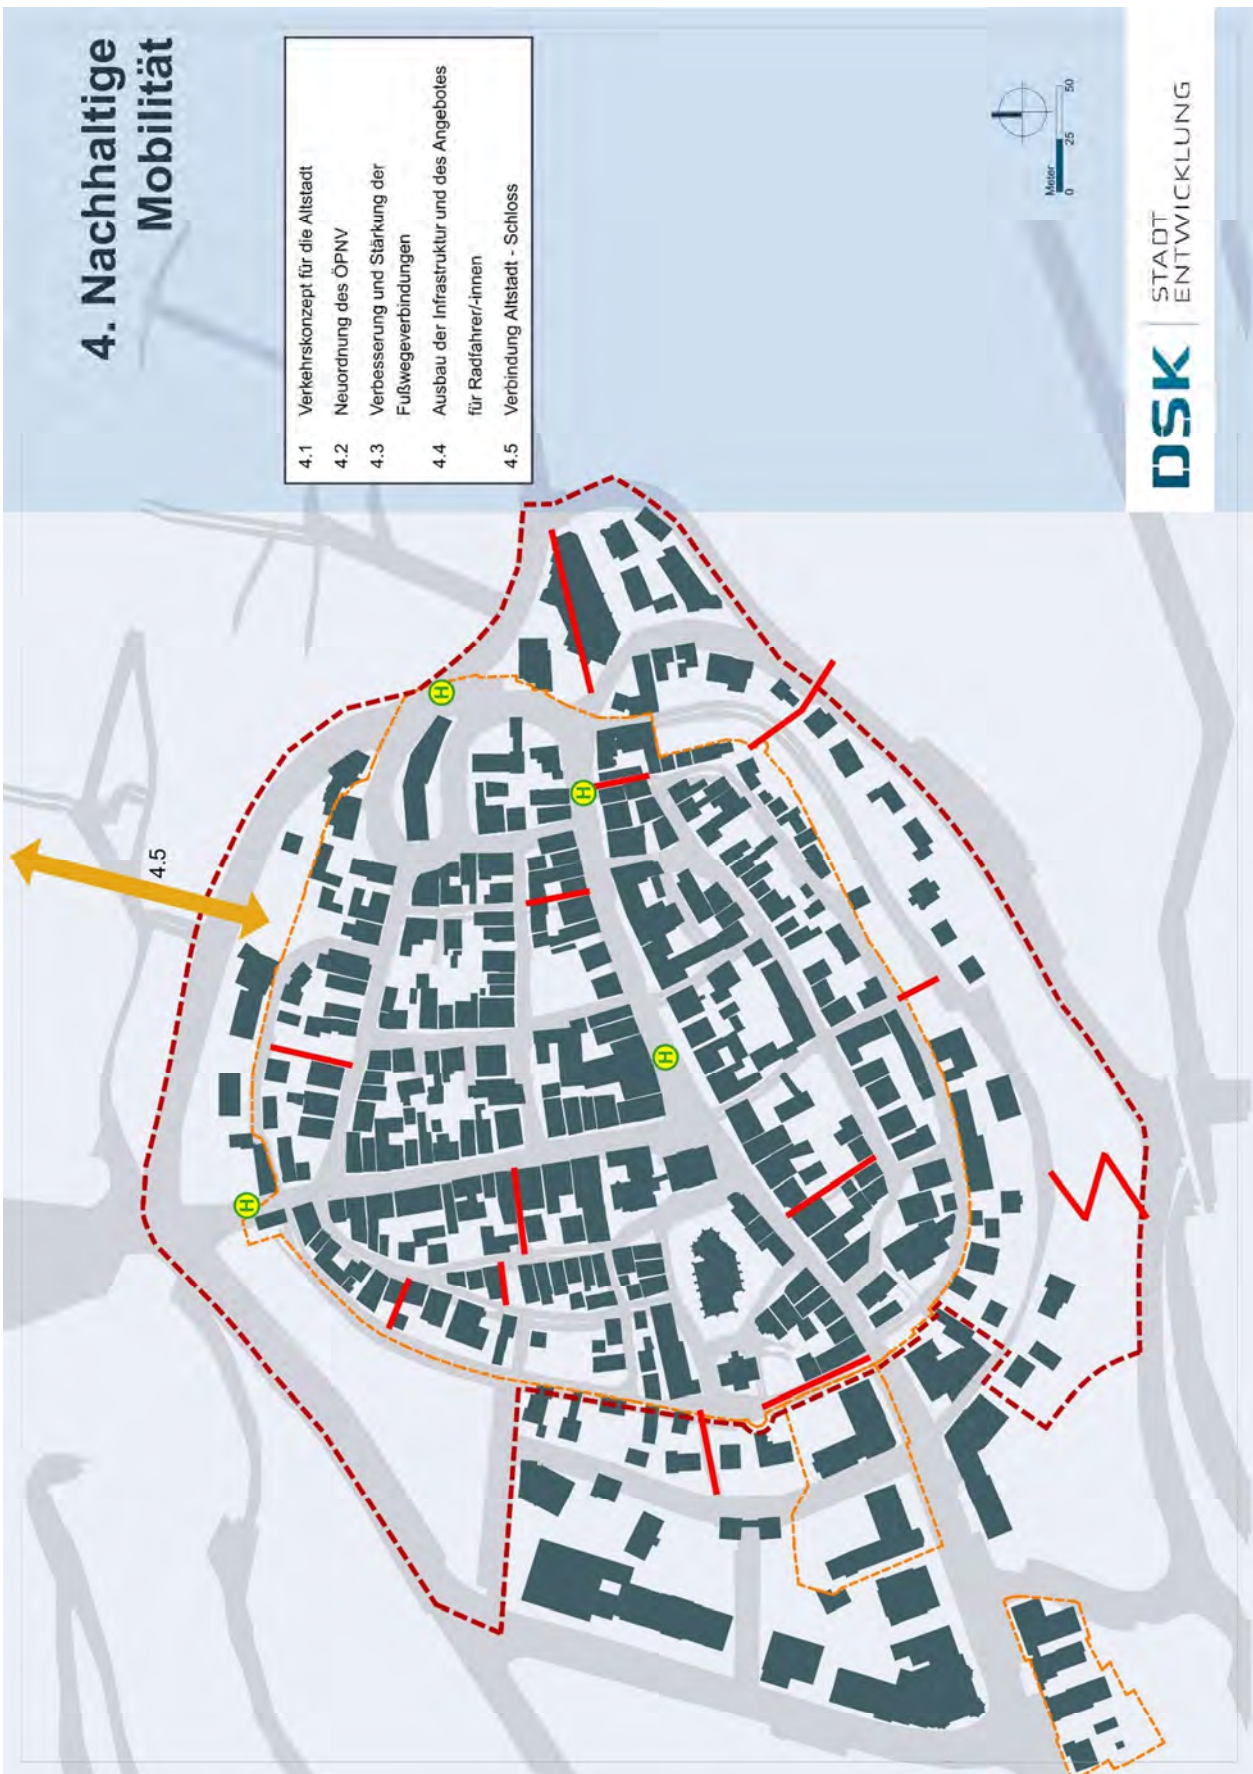 4. Nachhaltige
Mobilität
4.1 Verkehrskonzept für die Altstadt
4.2 Neuordnung des ÖPNV
4.3 Verbesserung und Stärkung der
Fußwegeverbindungen
4.4 Ausbau der Infrastruktur und des Angebotes
für Radfahrer/-innen
4.5 Verbindung Altstadt - Schloss
4.5
H
H
H
H
Meter
0 25 50
DSK STADT
ENTWICKLUNG